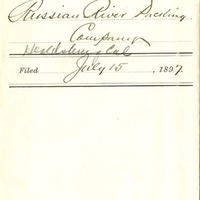 Russian River Packing
Company
Healdsburg Cal
Filed July 15, 1897.